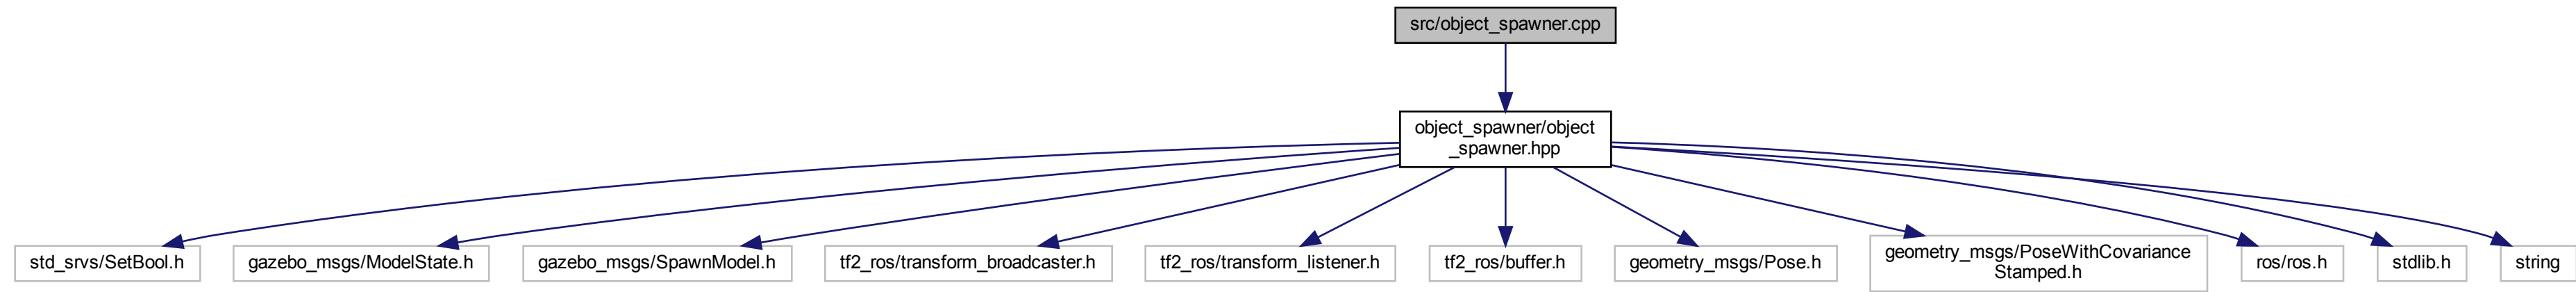 src/object_spawner.cpp
object_spawner/object
_spawner.hpp
std_srvs/SetBool.h
gazebo_msgs/ModelState.h
gazebo_msgs/SpawnModel.h
tf2_ros/transform_broadcaster.h
tf2_ros/transform_listener.h
tf2_ros/buffer.h
geometry_msgs/Pose.h
geometry_msgs/PoseWithCovariance
Stamped.h
ros/ros.h
stdlib.h
string